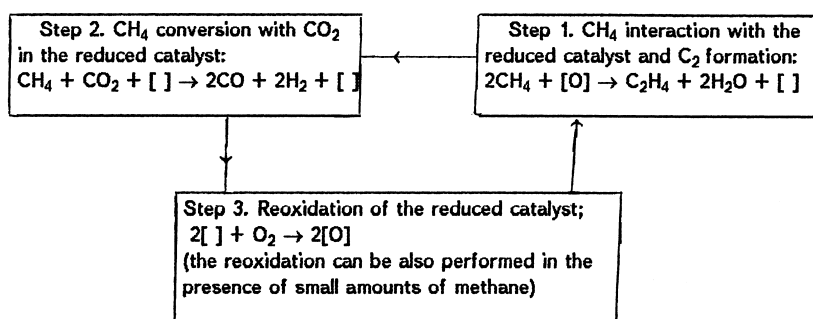 Step 2. CH₄ conversion with CO₂
in the reduced catalyst:
CH₄ + CO₂ + [ ] → 2CO + 2H₂ + [ ]
Step 1. CH₄ interaction with the
reduced catalyst and C₂ formation:
2CH₄ + [O] → C₂H₄ + 2H₂O + [ ]
Step 3. Reoxidation of the reduced catalyst;
2[ ] + O₂ → 2[O]
(the reoxidation can be also performed in the
presence of small amounts of methane)